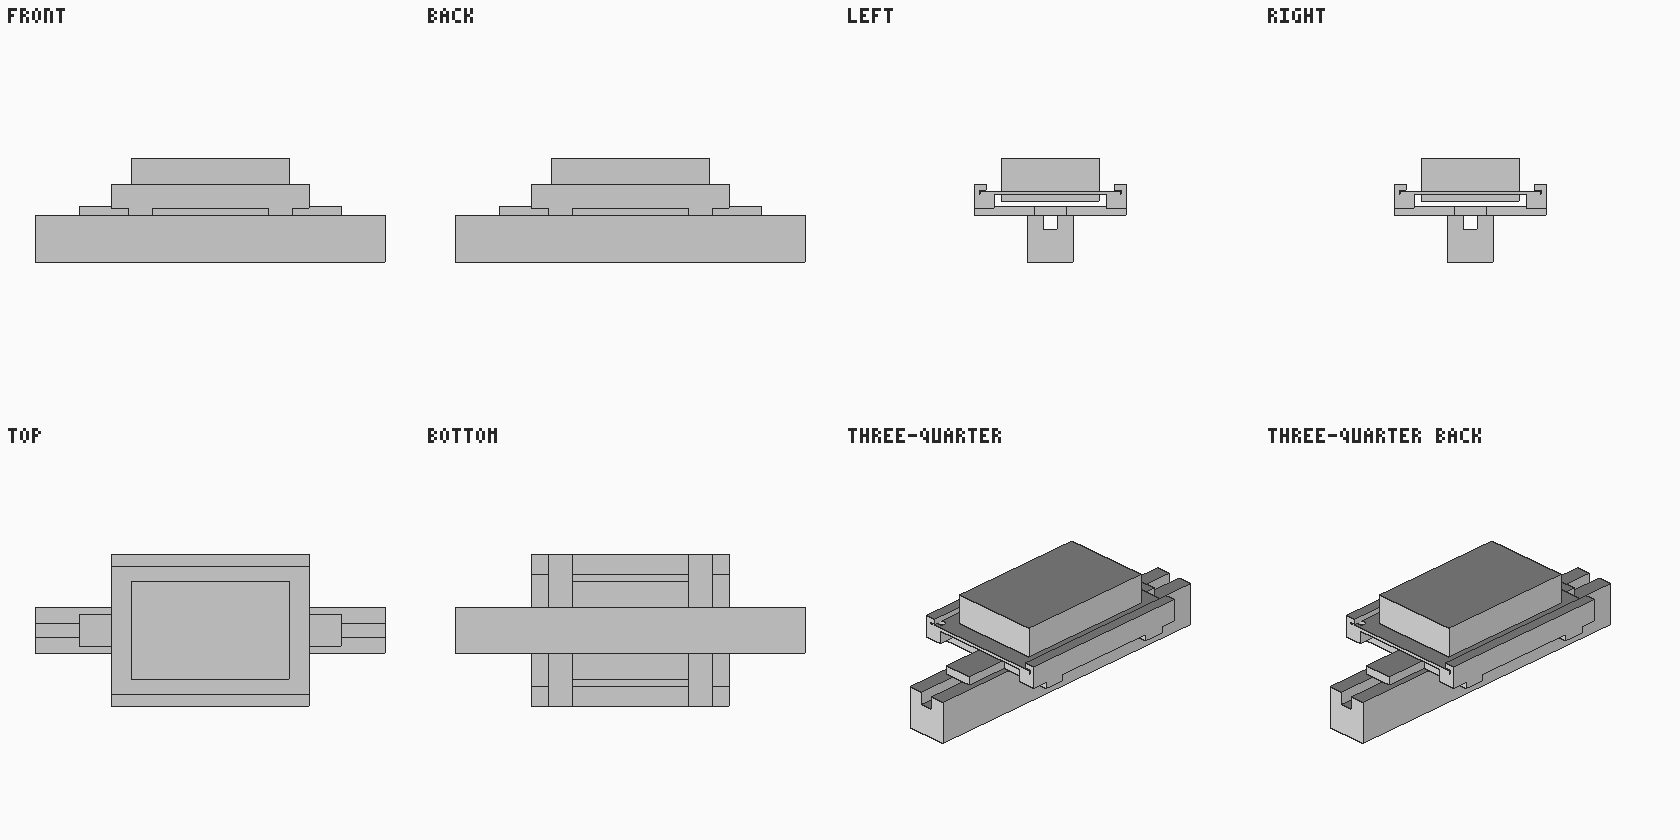 FRONT
BACK
LEFT
RIGHT
TOP
BOTTOM
THREE-QUARTER
THREE-QUARTER BACK